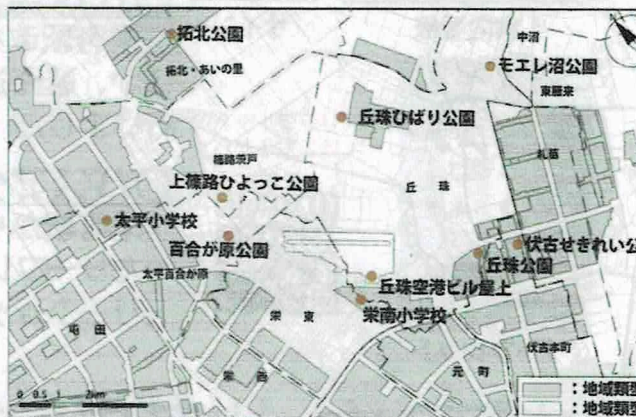 拓北公園
中沼
モエレ沼公園
拓北・あいの里
東雁来
丘珠ひばり公園
札苗
篠路茨戸
丘珠
上篠路ひよっこ公園
太平小学校
百合が原公園
伏古せきれい公
丘珠公園
太平百合が原
丘珠空港ビル屋上
栄南小学校
屯田
栄東
伏古本町
栄西
元町
0 0.5 1 2km
：地域類型
：地域類型